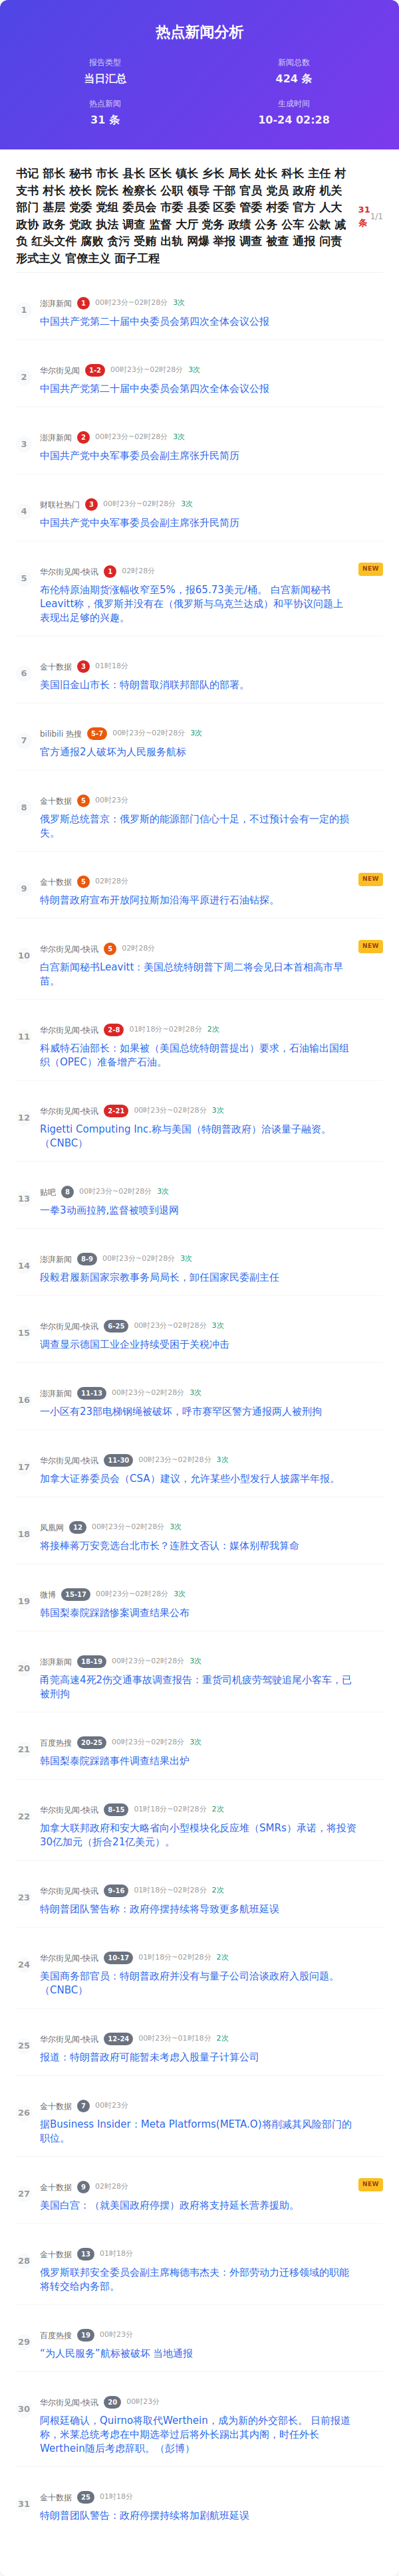 热点新闻分析
报告类型
当日汇总
新闻总数
424 条
热点新闻
31 条
生成时间
10-24 02:28
书记 部长 秘书 市长 县长 区长 镇长 乡长 局长 处长 科长 主任 村
支书 村长 校长 院长 检察长 公职 领导 干部 官员 党员 政府 机关
部门 基层 党委 党组 委员会 市委 县委 区委 管委 村委 官方 人大
政协 政务 党政 执法 调查 监督 大厅 党务 政绩 公务 公车 公款 减
负 红头文件 腐败 贪污 受贿 出轨 网爆 举报 调查 被查 通报 问责
形式主义 官僚主义 面子工程
31
条
1/1
1
澎湃新闻 1 00时23分~02时28分 3次
中国共产党第二十届中央委员会第四次全体会议公报
2
华尔街见闻 1-2 00时23分~02时28分 3次
中国共产党第二十届中央委员会第四次全体会议公报
3
澎湃新闻 2 00时23分~02时28分 3次
中国共产党中央军事委员会副主席张升民简历
4
财联社热门 3 00时23分~02时28分 3次
中国共产党中央军事委员会副主席张升民简历
5
华尔街见闻-快讯 1 02时28分
NEW
布伦特原油期货涨幅收窄至5%，报65.73美元/桶。 白宫新闻秘书
Leavitt称，俄罗斯并没有在（俄罗斯与乌克兰达成）和平协议问题上
表现出足够的兴趣。
6
金十数据 3 01时18分
美国旧金山市长：特朗普取消联邦部队的部署。
7
bilibili 热搜 5-7 00时23分~02时28分 3次
官方通报2人破坏为人民服务航标
8
金十数据 5 00时23分
俄罗斯总统普京：俄罗斯的能源部门信心十足，不过预计会有一定的损
失。
9
金十数据 5 02时28分
NEW
特朗普政府宣布开放阿拉斯加沿海平原进行石油钻探。
10
华尔街见闻-快讯 5 02时28分
NEW
白宫新闻秘书Leavitt：美国总统特朗普下周二将会见日本首相高市早
苗。
11
华尔街见闻-快讯 2-8 01时18分~02时28分 2次
科威特石油部长：如果被（美国总统特朗普提出）要求，石油输出国组
织（OPEC）准备增产石油。
12
华尔街见闻-快讯 2-21 00时23分~02时28分 3次
Rigetti Computing Inc.称与美国（特朗普政府）洽谈量子融资。
（CNBC）
13
贴吧 8 00时23分~02时28分 3次
一拳3动画拉胯,监督被喷到退网
14
澎湃新闻 8-9 00时23分~02时28分 3次
段毅君履新国家宗教事务局局长，卸任国家民委副主任
15
华尔街见闻-快讯 6-25 00时23分~02时28分 3次
调查显示德国工业企业持续受困于关税冲击
16
澎湃新闻 11-13 00时23分~02时28分 3次
一小区有23部电梯钢绳被破坏，呼市赛罕区警方通报两人被刑拘
17
华尔街见闻-快讯 11-30 00时23分~02时28分 3次
加拿大证券委员会（CSA）建议，允许某些小型发行人披露半年报。
18
凤凰网 12 00时23分~02时28分 3次
将接棒蒋万安竞选台北市长？连胜文否认：媒体别帮我算命
19
微博 15-17 00时23分~02时28分 3次
韩国梨泰院踩踏惨案调查结果公布
20
澎湃新闻 18-19 00时23分~02时28分 3次
甬莞高速4死2伤交通事故调查报告：重货司机疲劳驾驶追尾小客车，已
被刑拘
21
百度热搜 20-25 00时23分~02时28分 3次
韩国梨泰院踩踏事件调查结果出炉
22
华尔街见闻-快讯 8-15 01时18分~02时28分 2次
加拿大联邦政府和安大略省向小型模块化反应堆（SMRs）承诺，将投资
30亿加元（折合21亿美元）。
23
华尔街见闻-快讯 9-16 01时18分~02时28分 2次
特朗普团队警告称：政府停摆持续将导致更多航班延误
24
华尔街见闻-快讯 10-17 01时18分~02时28分 2次
美国商务部官员：特朗普政府并没有与量子公司洽谈政府入股问题。
（CNBC）
25
华尔街见闻-快讯 12-24 00时23分~01时18分 2次
报道：特朗普政府可能暂未考虑入股量子计算公司
26
金十数据 7 00时23分
据Business Insider：Meta Platforms(META.O)将削减其风险部门的
职位。
27
金十数据 9 02时28分
NEW
美国白宫：（就美国政府停摆）政府将支持延长营养援助。
28
金十数据 13 01时18分
俄罗斯联邦安全委员会副主席梅德韦杰夫：外部劳动力迁移领域的职能
将转交给内务部。
29
百度热搜 19 00时23分
“为人民服务”航标被破坏 当地通报
30
华尔街见闻-快讯 20 00时23分
阿根廷确认，Quirno将取代Werthein，成为新的外交部长。 日前报道
称，米莱总统考虑在中期选举过后将外长踢出其内阁，时任外长
Werthein随后考虑辞职。（彭博）
31
金十数据 25 01时18分
特朗普团队警告：政府停摆持续将加剧航班延误